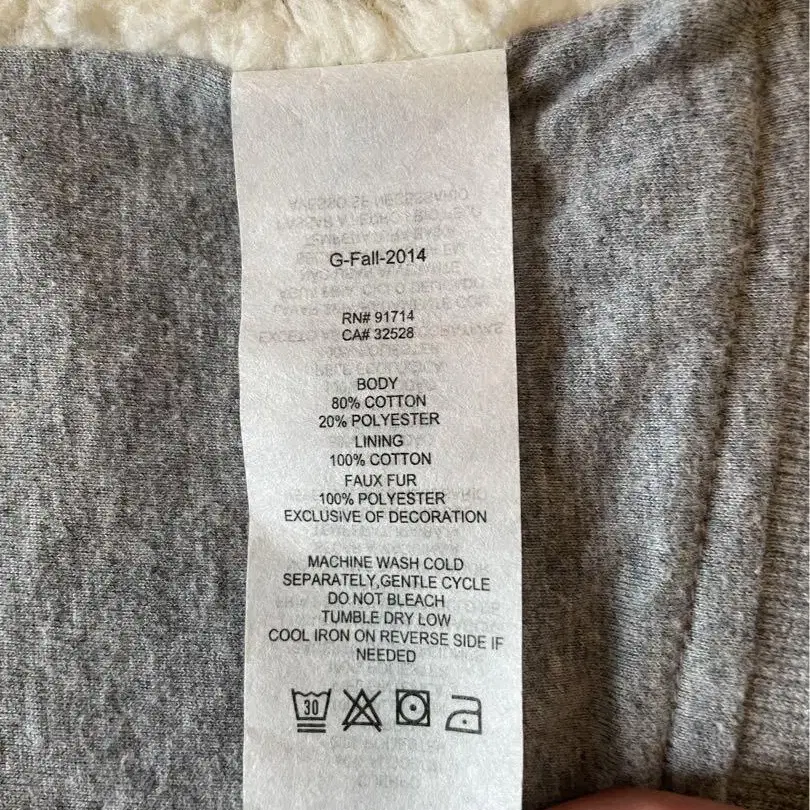 G-Fall-2014
RN# 91714
CA# 32528
BODY
80% COTTON
20% POLYESTER
LINING
100% COTTON
FAUX FUR
100% POLYESTER
EXCLUSIVE OF DECORATION
MACHINE WASH COLD
SEPARATELY,GENTLE CYCLE
DO NOT BLEACH
TUMBLE DRY LOW
COOL IRON ON REVERSE SIDE IF
NEEDED
30